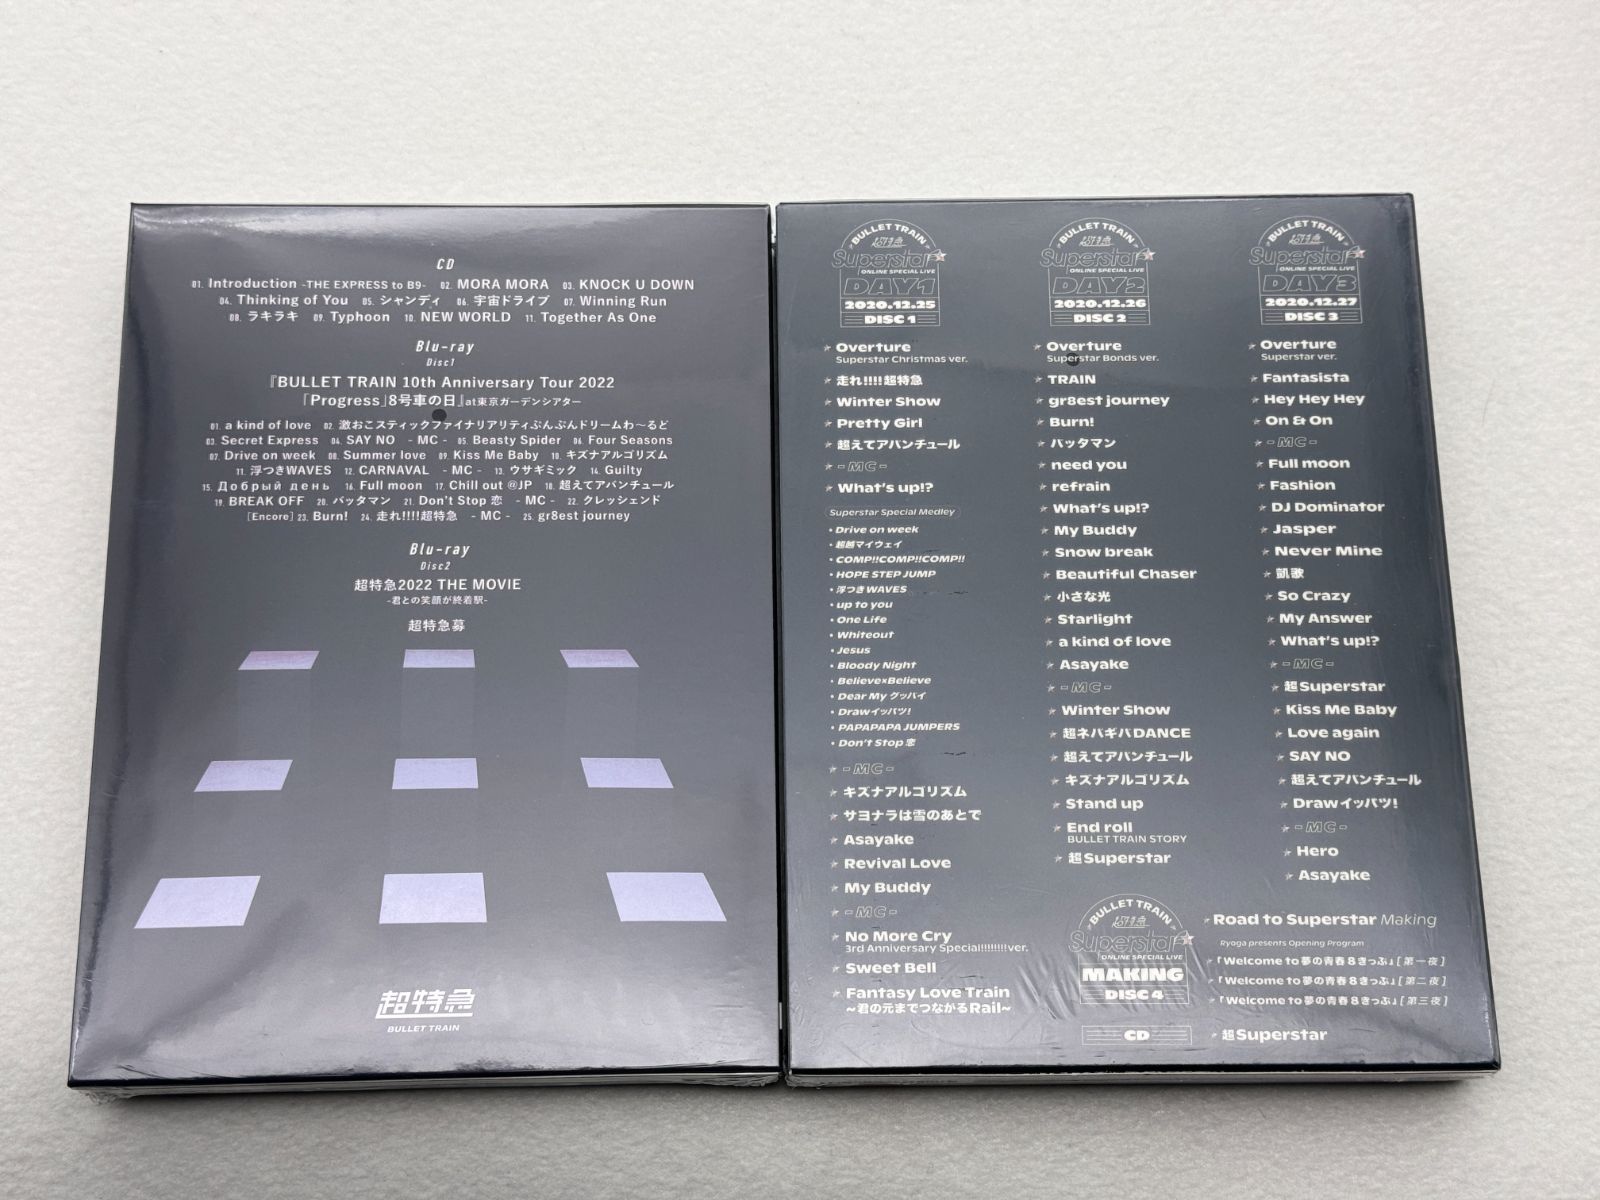 CD
01. Introduction -THE EXPRESS to B9- 02. MORA MORA 03. KNOCK U DOWN
04. Thinking of You 05. シャンディ 06. 宇宙ドライブ 07. Winning Run
08. ラキラキ 09. Typhoon 10. NEW WORLD 11. Together As One
Blu-ray
Disc1
『BULLET TRAIN 10th Anniversary Tour 2022
「Progress」8号車の日』at東京ガーデンシアター
01. a kind of love 02. 激おこスティックファイナリアリティぷんぷんドリームわ〜るど
03. Secret Express 04. SAY NO - MC - 05. Beasty Spider 06. Four Seasons
07. Drive on week 08. Summer love 09. Kiss Me Baby 10. キズナアルゴリズム
11. 浮つきWAVES 12. CARNAVAL - MC - 13. ウサギミック 14. Guilty
15. Добрый день 16. Full moon 17. Chill out @JP 18. 超えてアバンチュール
19. BREAK OFF 20. バッタマン 21. Don't Stop 恋 - MC - 22. クレッシェンド
[Encore] 23. Burn! 24. 走れ!!!!超特急 - MC - 25. gr8est journey
Blu-ray
Disc2
超特急2022 THE MOVIE
-君との笑顔が終着駅-
超特急募
超特急
BULLET TRAIN
BULLET TRAIN
超特急
Superstar
ONLINE SPECIAL LIVE
DAY1
2020.12.25
DISC 1
Overture
Superstar Christmas ver.
走れ!!!!超特急
Winter Show
Pretty Girl
超えてアバンチュール
- MC -
What's up!?
Superstar Special Medley
・Drive on week
・超越マイウェイ
・COMP!!COMP!!COMP!!
・HOPE STEP JUMP
・浮つきWAVES
・up to you
・One Life
・Whiteout
・Jesus
・Bloody Night
・Believe×Believe
・Dear My グッバイ
・Drawイッパツ!
・PAPAPAPA JUMPERS
・Don't Stop 恋
- MC -
キズナアルゴリズム
サヨナラは雪のあとで
Asayake
Revival Love
My Buddy
- MC -
No More Cry
3rd Anniversary Special!!!!!!!!!ver.
Sweet Bell
Fantasy Love Train
~君の元までつながるRail~
BULLET TRAIN
超特急
Superstar
ONLINE SPECIAL LIVE
DAY2
2020.12.26
DISC 2
Overture
Superstar Bonds ver.
TRAIN
gr8est journey
Burn!
バッタマン
need you
refrain
What's up!?
My Buddy
Snow break
Beautiful Chaser
小さな光
Starlight
a kind of love
Asayake
- MC -
Winter Show
超ネバギバDANCE
超えてアバンチュール
キズナアルゴリズム
Stand up
End roll
BULLET TRAIN STORY
超Superstar
BULLET TRAIN
超特急
Superstar
ONLINE SPECIAL LIVE
DAY3
2020.12.27
DISC 3
Overture
Superstar ver.
Fantasista
Hey Hey Hey
On & On
- MC -
Full moon
Fashion
DJ Dominator
Jasper
Never Mine
凱歌
So Crazy
My Answer
What's up!?
- MC -
超Superstar
Kiss Me Baby
Love again
SAY NO
超えてアバンチュール
Drawイッパツ!
- MC -
Hero
Asayake
BULLET TRAIN
超特急
Superstar
ONLINE SPECIAL LIVE
MAKING
DISC 4
Road to Superstar Making
Ryoga presents Opening Program
「Welcome to 夢の青春8きっぷ」[第一夜]
「Welcome to 夢の青春8きっぷ」[第二夜]
「Welcome to 夢の青春8きっぷ」[第三夜]
CD
超Superstar